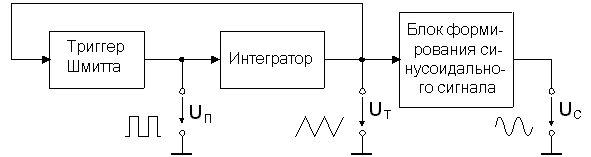 Триггер
Шмитта
Интегратор
Блок форми-
рования си-
нусоидально-
го сигнала
UП
UТ
UС